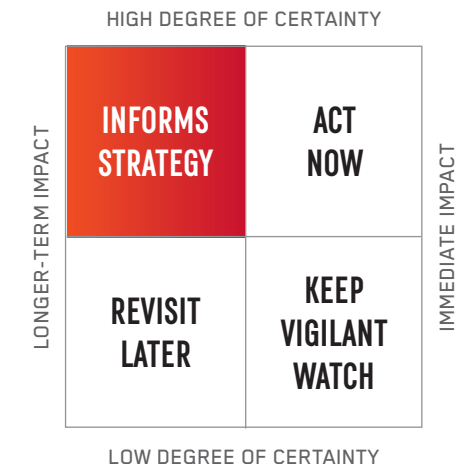 HIGH DEGREE OF CERTAINTY
LONGER-TERM IMPACT
INFORMS
STRATEGY
ACT
NOW
IMMEDIATE IMPACT
REVISIT
LATER
KEEP
VIGILANT
WATCH
LOW DEGREE OF CERTAINTY